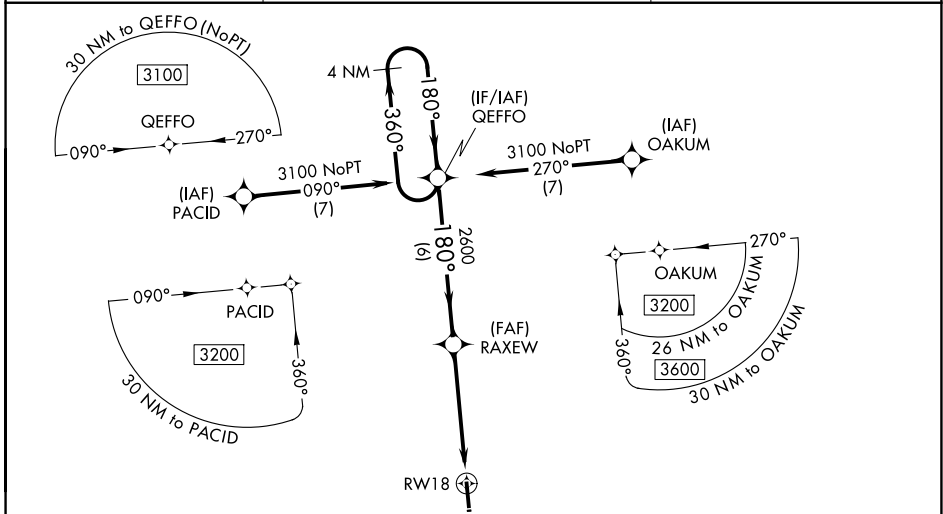 30 NM to QEFFO (NoPT)
3100
QEFFO
090°
270°
4 NM
180°
360°
(IF/IAF)
QEFFO
(IAF)
OAKUM
3100 NoPT
270°
(7)
3100 NoPT
090°
(7)
(IAF)
PACID
2600
180°
(6)
090°
PACID
3200
360°
30 NM to PACID
270°
OAKUM
3200
26 NM to OAKUM
360°
3600
30 NM to OAKUM
(FAF)
RAXEW
RW18